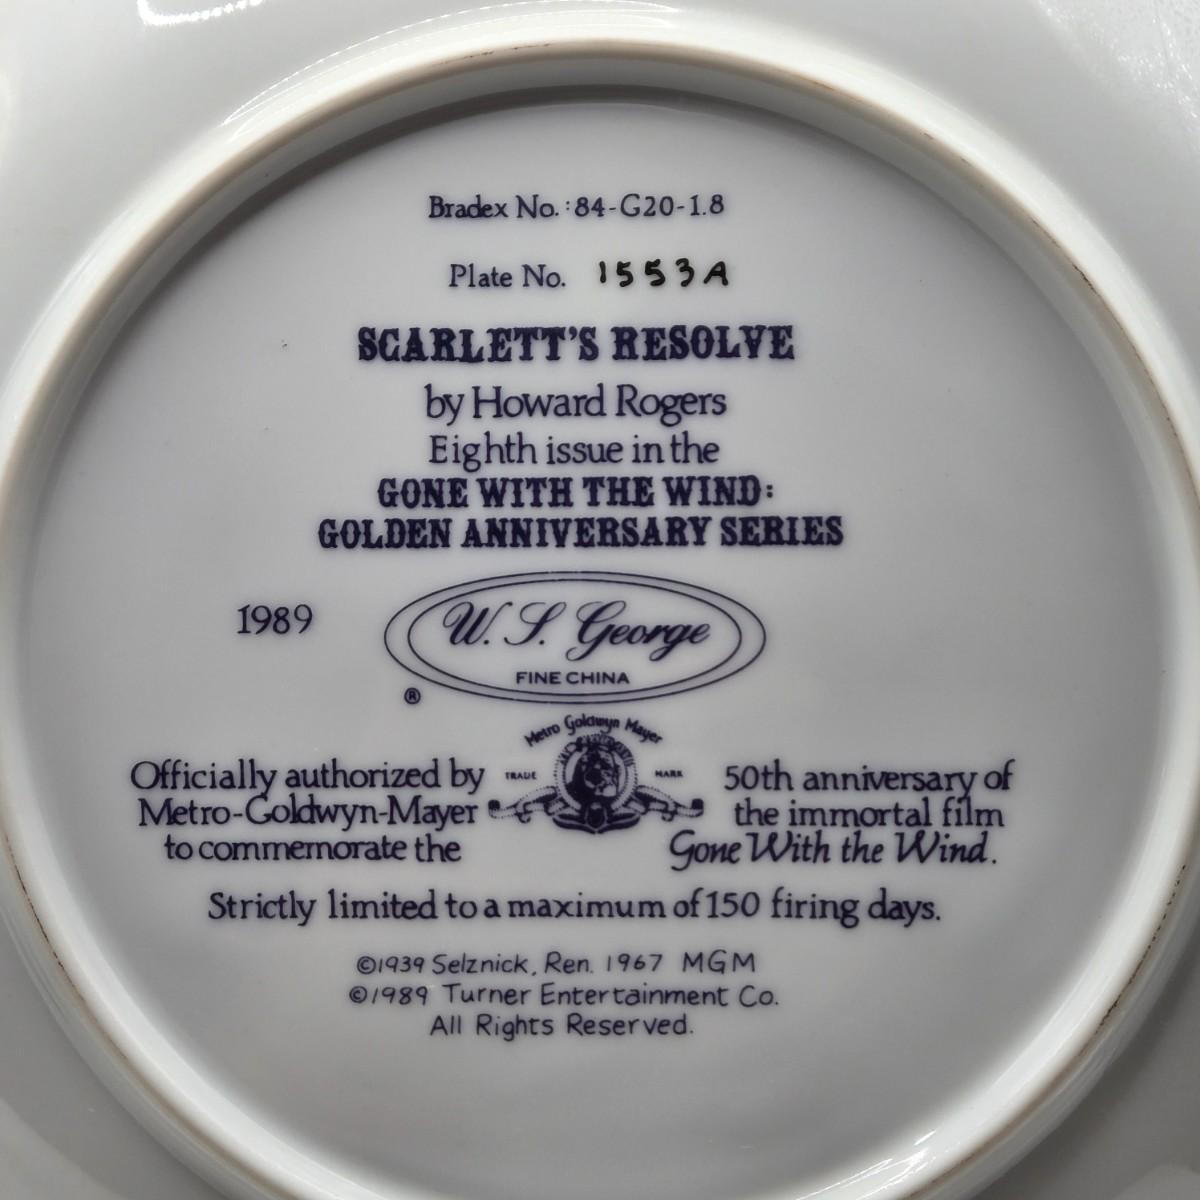 Bradex No.: 84-G20-1.8
Plate No. 1553A
SCARLETT'S RESOLVE
by Howard Rogers
Eighth issue in the
GONE WITH THE WIND:
GOLDEN ANNIVERSARY SERIES
1989
W. S. George
FINE CHINA
®
Metro Goldwyn Mayer
TRADE MARK
Officially authorized by
Metro-Goldwyn-Mayer
to commemorate the
50th anniversary of
the immortal film
Gone With the Wind.
Strictly limited to a maximum of 150 firing days.
©1939 Selznick, Ren. 1967 MGM
©1989 Turner Entertainment Co.
All Rights Reserved.